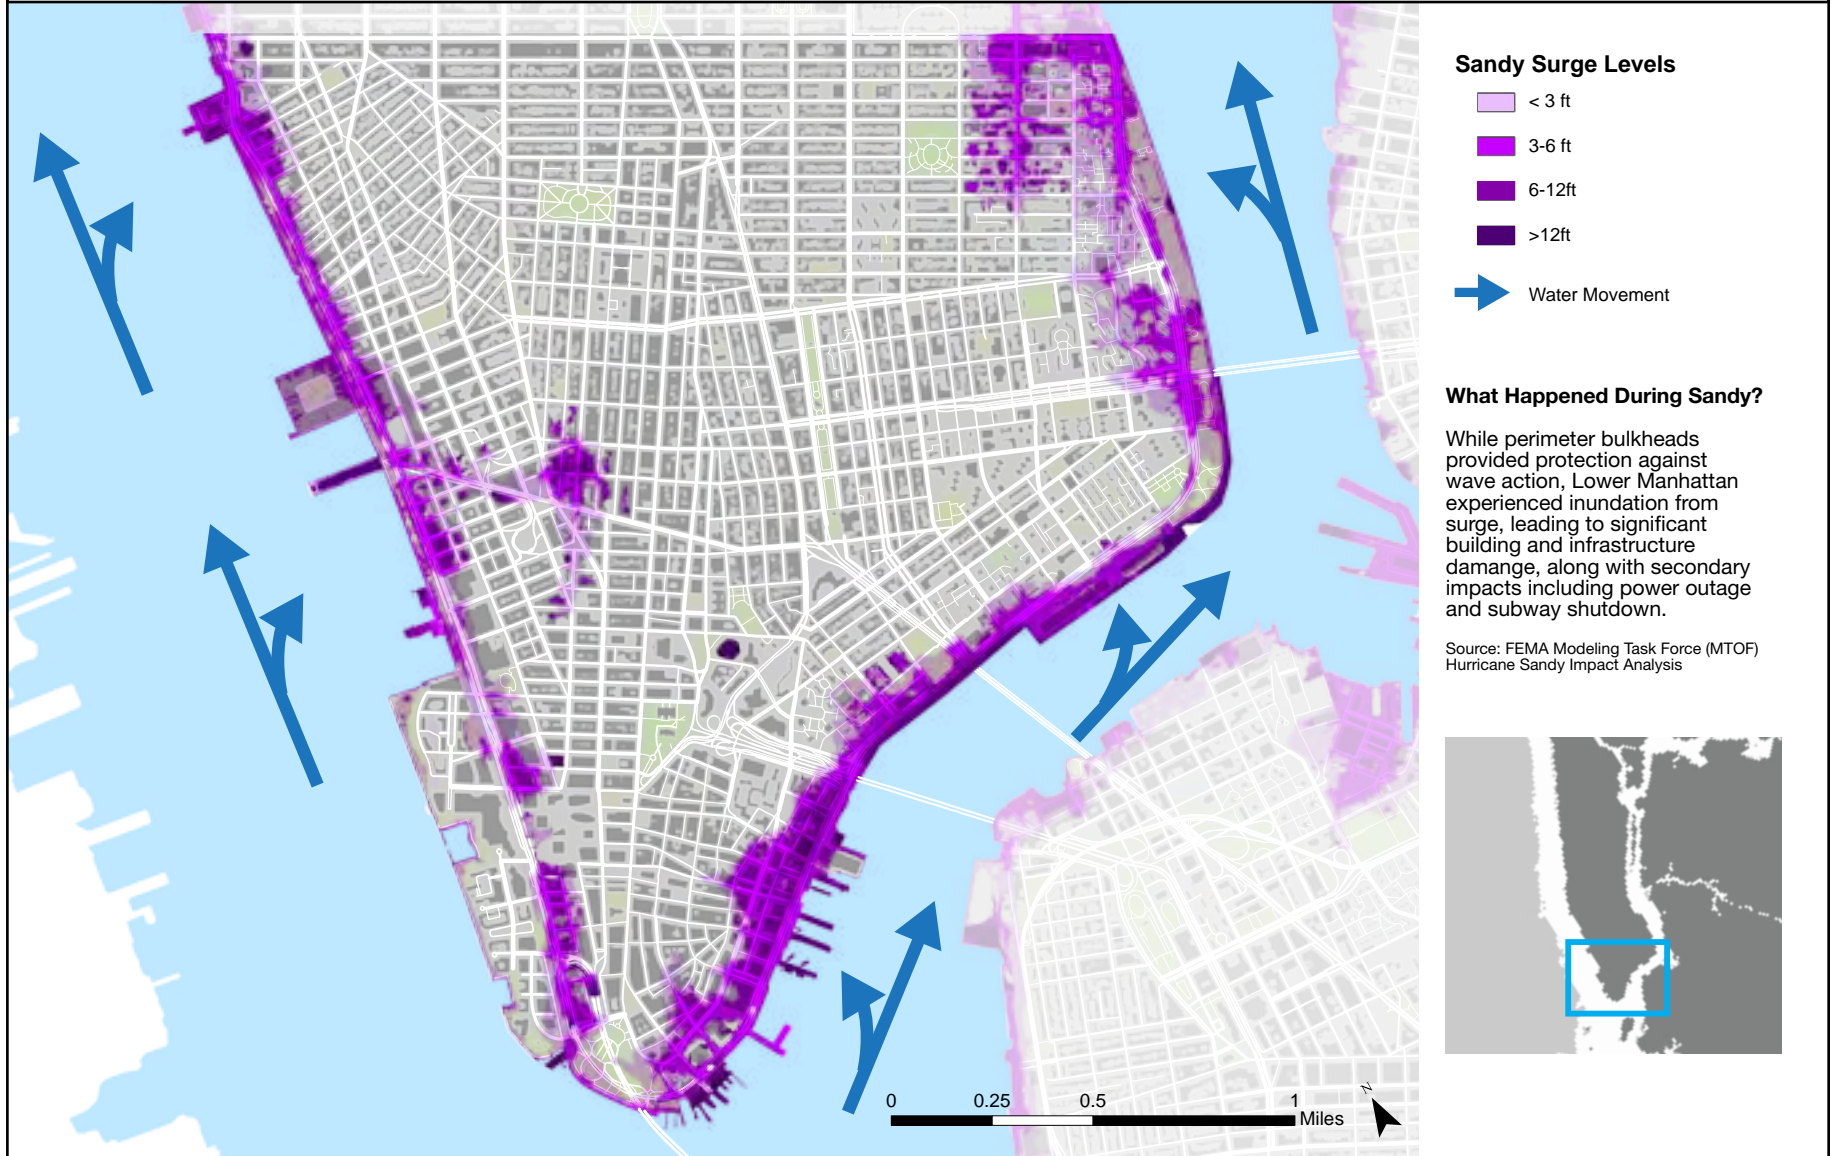 Sandy Surge Levels
< 3 ft
3-6 ft
6-12ft
>12ft
Water Movement
What Happened During Sandy?
While perimeter bulkheads
provided protection against
wave action, Lower Manhattan
experienced inundation from
surge, leading to significant
building and infrastructure
damange, along with secondary
impacts including power outage
and subway shutdown.
Source: FEMA Modeling Task Force (MTOF)
Hurricane Sandy Impact Analysis
0 0.25 0.5 1
Miles
N